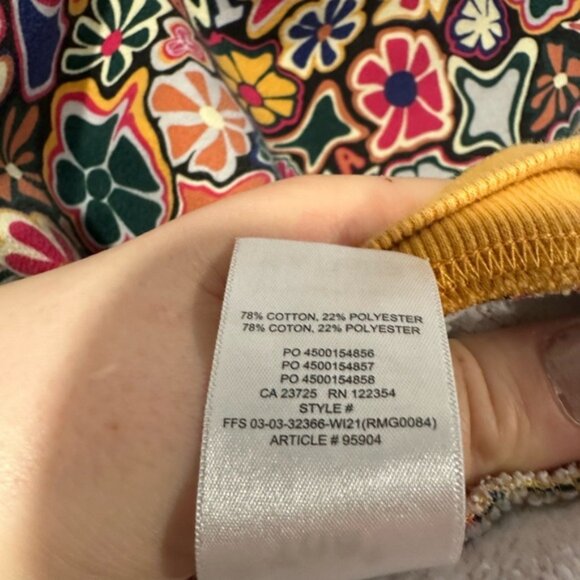 78% COTTON, 22% POLYESTER
78% COTON, 22% POLYESTER
PO 4500154856
PO 4500154857
PO 4500154858
CA 23725 RN 122354
STYLE #
FFS 03-03-32366-WI21(RMG0084)
ARTICLE # 95904